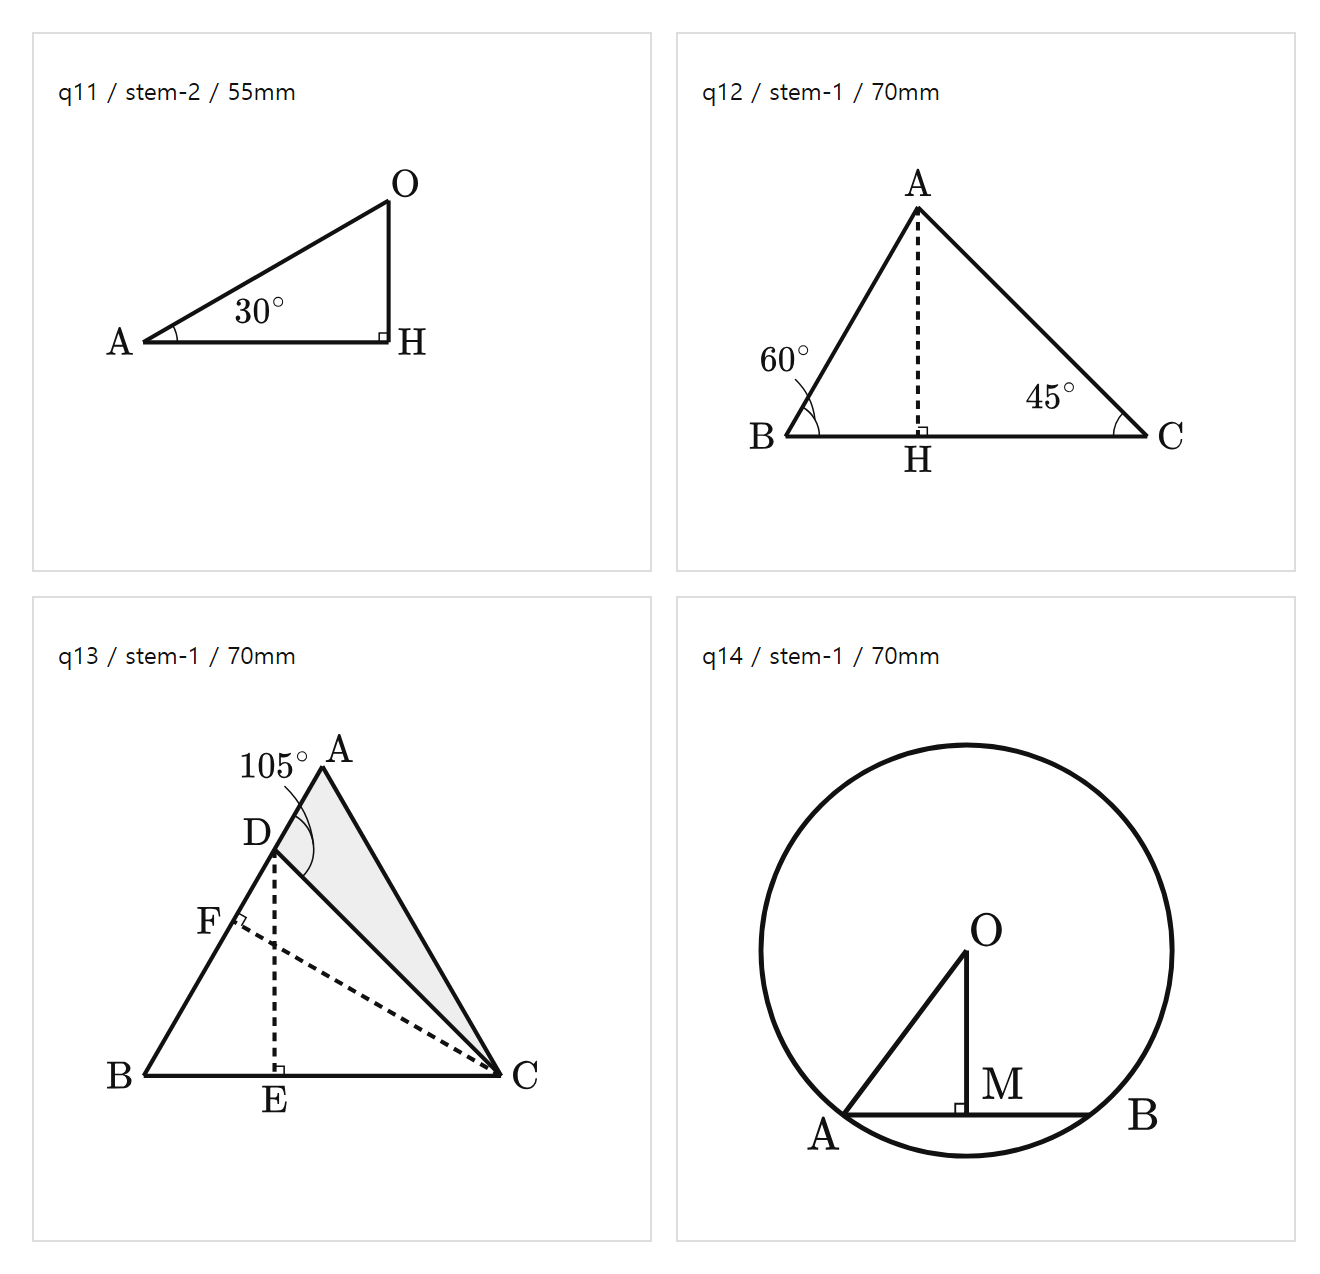 q11 / stem-2 / 55mm
O
30°
A
H
q12 / stem-1 / 70mm
A
60°
45°
B
C
H
q13 / stem-1 / 70mm
A
105°
D
F
B
C
E
q14 / stem-1 / 70mm
O
M
A
B